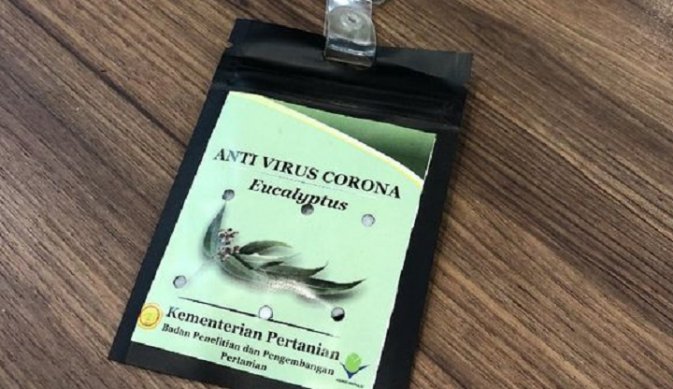 ANTI VIRUS CORONA
Eucalyptus
Kementerian Pertanian
Badan Penelitian dan Pengembangan
Pertanian